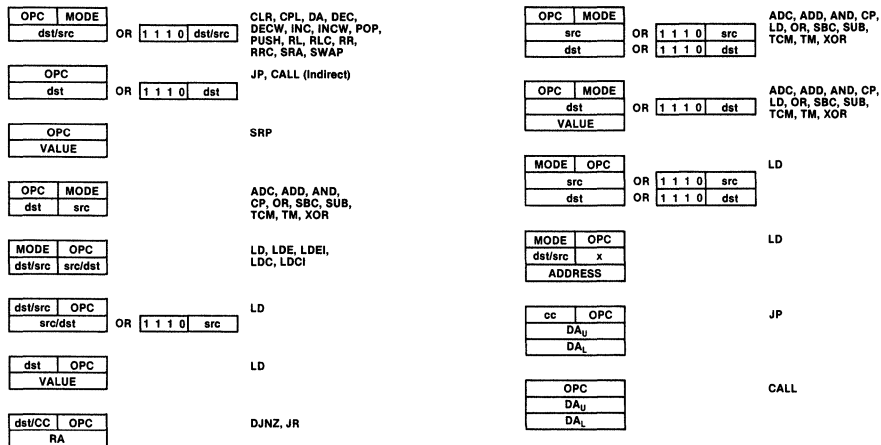 OPC MODE
dst/src OR 1 1 1 0 dst/src
CLR, CPL, DA, DEC,
DECW, INC, INCW, POP,
PUSH, RL, RLC, RR,
RRC, SRA, SWAP
OPC
dst OR 1 1 1 0 dst
JP, CALL (Indirect)
OPC
VALUE
SRP
OPC MODE
dst src
ADC, ADD, AND,
CP, OR, SBC, SUB,
TCM, TM, XOR
MODE OPC
dst/src src/dst
LD, LDE, LDEI,
LDC, LDCI
dst/src OPC
src/dst OR 1 1 1 0 src
LD
dst OPC
VALUE
LD
dst/CC OPC
RA
DJNZ, JR
OPC MODE
src OR 1 1 1 0 src
dst OR 1 1 1 0 dst
ADC, ADD, AND, CP,
LD, OR, SBC, SUB,
TCM, TM, XOR
OPC MODE
dst OR 1 1 1 0 dst
VALUE
ADC, ADD, AND, CP,
LD, OR, SBC, SUB,
TCM, TM, XOR
MODE OPC
src OR 1 1 1 0 src
dst OR 1 1 1 0 dst
LD
MODE OPC
dst/src x
ADDRESS
LD
cc OPC
DAU
DAL
JP
OPC
DAU
DAL
CALL